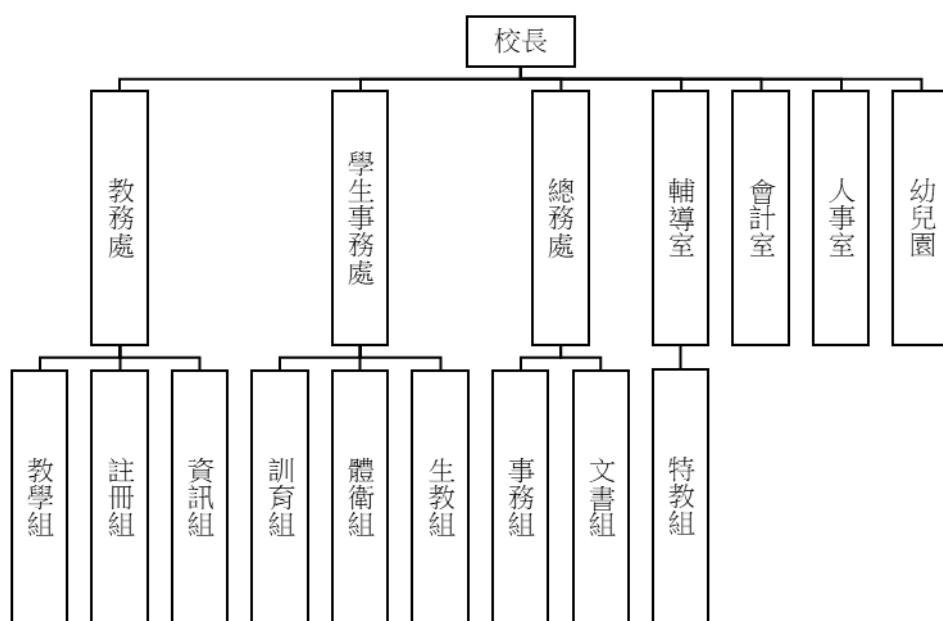 校長
教務處
學生事務處
總務處
輔導室
會計室
人事室
幼兒園
教學組
註冊組
資訊組
訓育組
體衛組
生教組
事務組
文書組
特教組